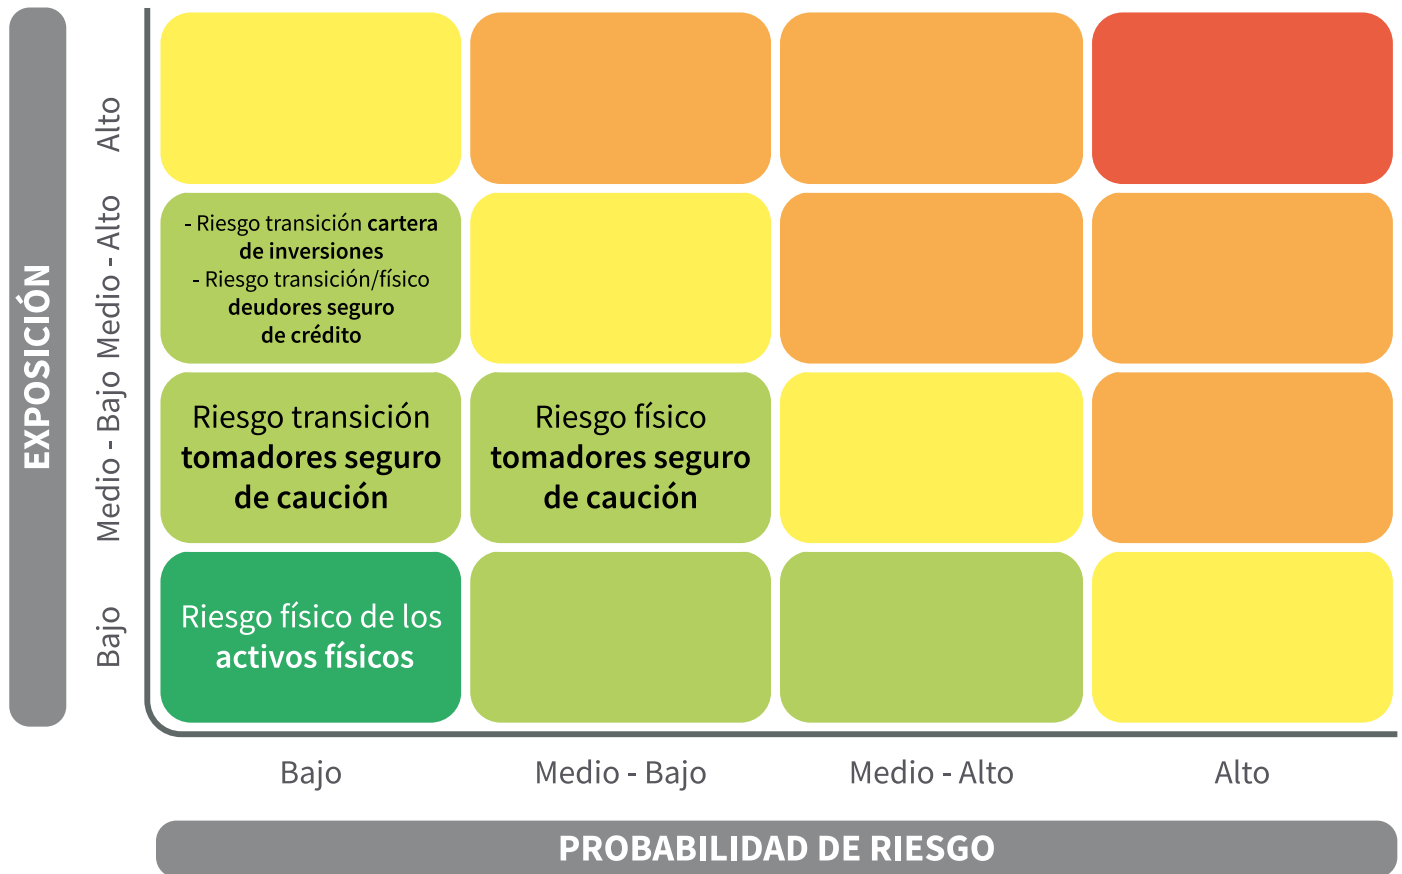 EXPOSICIÓN
Alto
Medio - Alto
- Riesgo transición cartera
de inversiones
- Riesgo transición/físico
deudores seguro
de crédito
Medio - Bajo
Riesgo transición
tomadores seguro
de caución
Riesgo físico
tomadores seguro
de caución
Bajo
Riesgo físico de los
activos físicos
Bajo
Medio - Bajo
Medio - Alto
Alto
PROBABILIDAD DE RIESGO